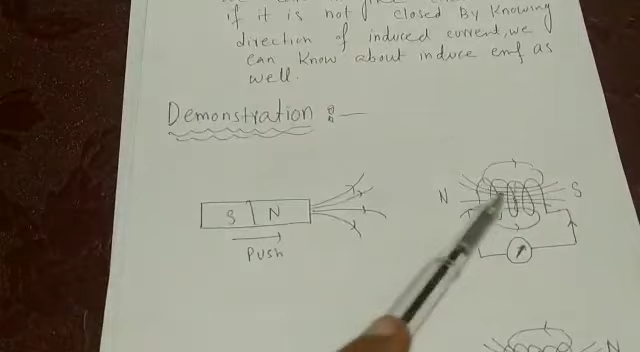 if it is not closed By Knowing
direction of induced current, we
can Know about induce emf as
well.
Demonstration :-
N S
S N
PUSH
N